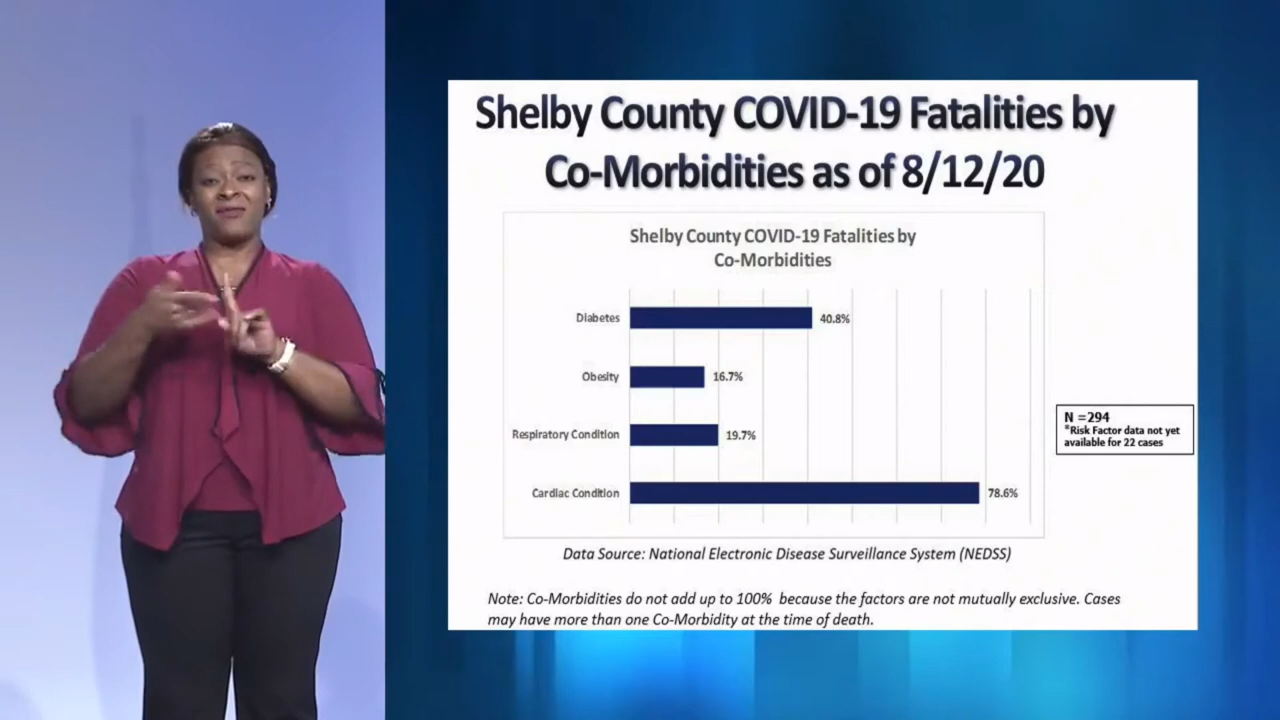 Shelby County COVID-19 Fatalities by
Co-Morbidities as of 8/12/20
Shelby County COVID-19 Fatalities by
Co-Morbidities
Diabetes
40.8%
Obesity
16.7%
Respiratory Condition
19.7%
Cardiac Condition
78.6%
N =294
*Risk Factor data not yet
available for 22 cases
Data Source: National Electronic Disease Surveillance System (NEDSS)
Note: Co-Morbidities do not add up to 100% because the factors are not mutually exclusive. Cases
may have more than one Co-Morbidity at the time of death.